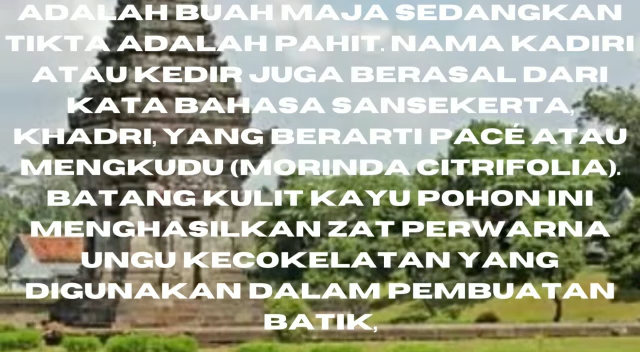 ADALAH BUAH MAJA SEDANGKAN
TIKTA ADALAH PAHIT. NAMA KADIRI
ATAU KEDIR JUGA BERASAL DARI
KATA BAHASA SANSEKERTA,
KHADRI, YANG BERARTI PACÉ ATAU
MENGKUDU (MORINDA CITRIFOLIA).
BATANG KULIT KAYU POHON INI
MENGHASILKAN ZAT PERWARNA
UNGU KECOKELATAN YANG
DIGUNAKAN DALAM PEMBUATAN
BATIK,